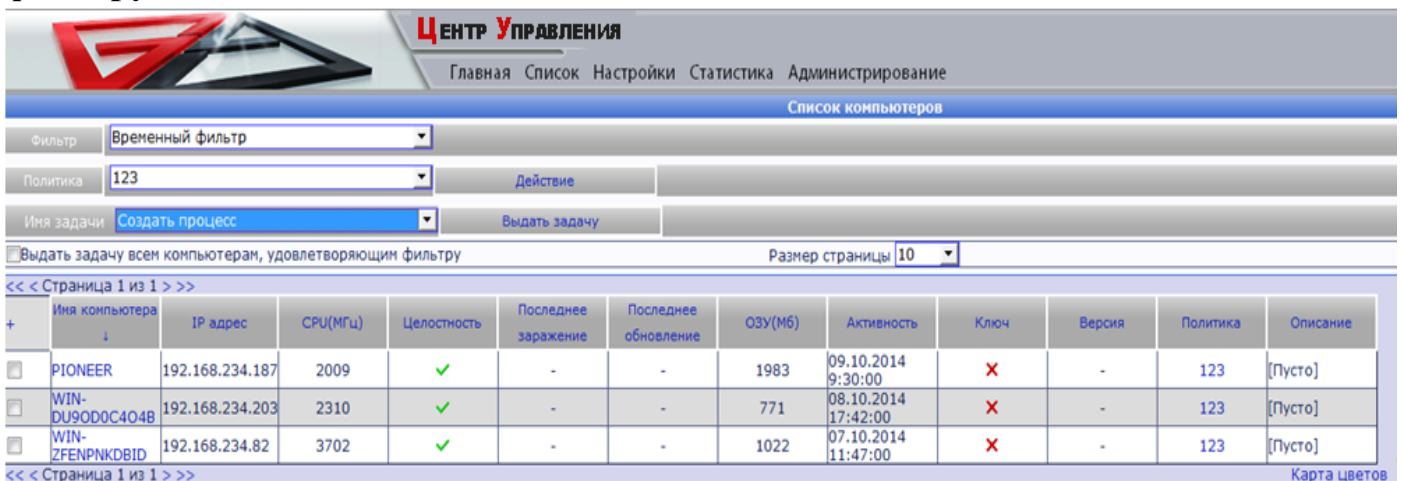 Центр Управления
Главная Список Настройки Статистика Администрирование
Список компьютеров
Фильтр Временный фильтр
Политика 123 Действие
Имя задачи Создать процесс Выдать задачу
Выдать задачу всем компьютерам, удовлетворяющим фильтру Размер страницы 10
<< < Страница 1 из 1 > >>
+ Имя компьютера ↓ IP адрес CPU(МГц) Целостность Последнее заражение Последнее обновление ОЗУ(Мб) Активность Ключ Версия Политика Описание
PIONEER 192.168.234.187 2009 - - 1983 09.10.2014 9:30:00 - 123 [Пусто]
WIN-DU9OD0C4O4B 192.168.234.203 2310 - - 771 08.10.2014 17:42:00 - 123 [Пусто]
WIN-ZFENPNKDBID 192.168.234.82 3702 - - 1022 07.10.2014 11:47:00 - 123 [Пусто]
<< < Страница 1 из 1 > >> Карта цветов